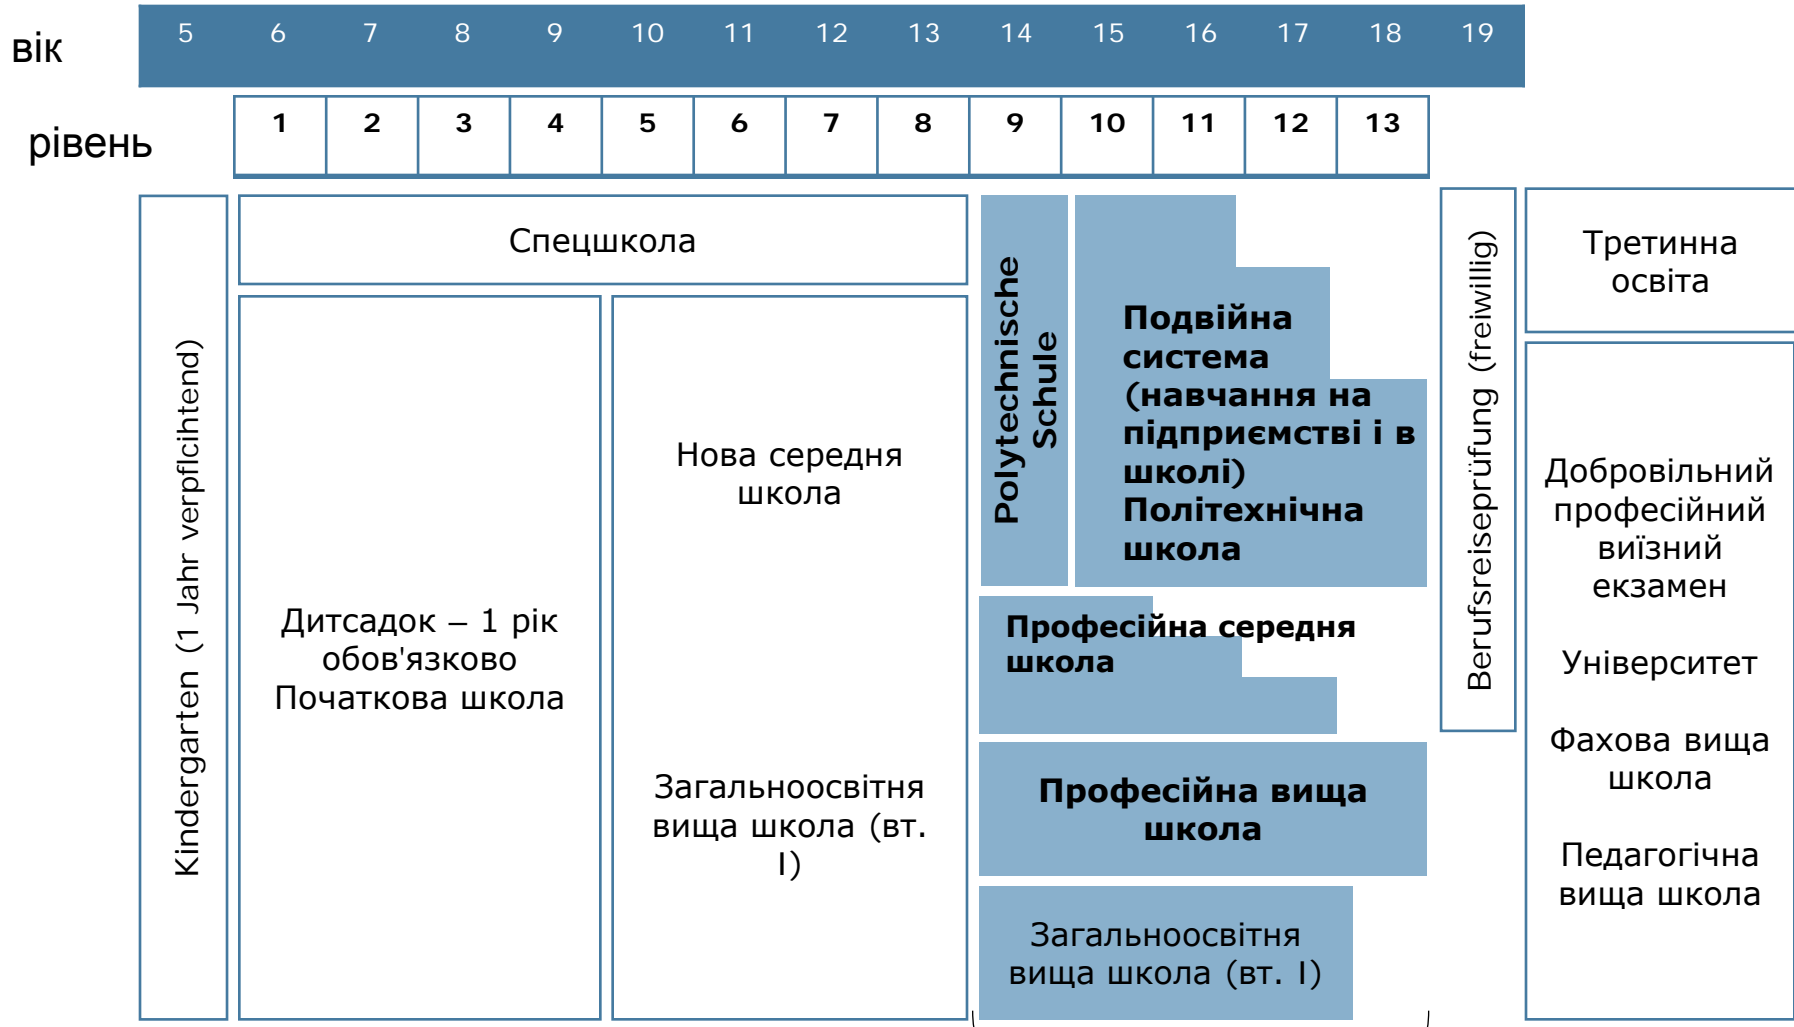 вік
5 6 7 8 9 10 11 12 13 14 15 16 17 18 19
рівень
1 2 3 4 5 6 7 8 9 10 11 12 13
Kindergarten (1 Jahr verpflcihtend)
Спецшкола
Дитсадок – 1 рік
обов'язково
Початкова школа
Нова середня
школа
Загальноосвітня
вища школа (вт.
І)
Polytechnische
Schule
Подвійна
система
(навчання на
підприємстві і в
школі)
Політехнічна
школа
Професійна середня
школа
Професійна вища
школа
Загальноосвітня
вища школа (вт. І)
Berufsreiseprüfung (freiwillig)
Третинна
освіта
Добровільний
професійний
виїзний
екзамен
Університет
Фахова вища
школа
Педагогічна
вища школа